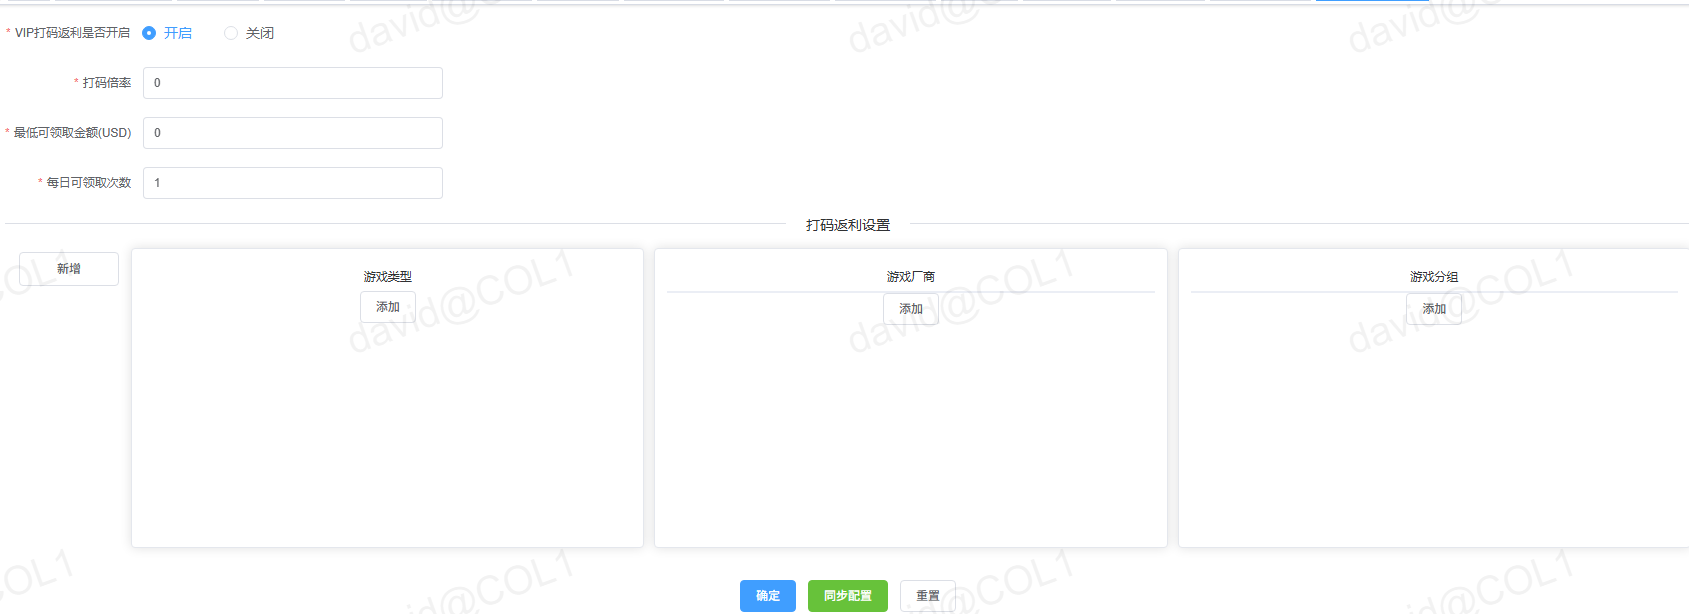 * VIP打码返利是否开启 开启 关闭
* 打码倍率 0
* 最低可领取金额(USD) 0
* 每日可领取次数 1
打码返利设置
新增
游戏类型 游戏厂商 游戏分组
添加 添加 添加
确定 同步配置 重置
david@COL1